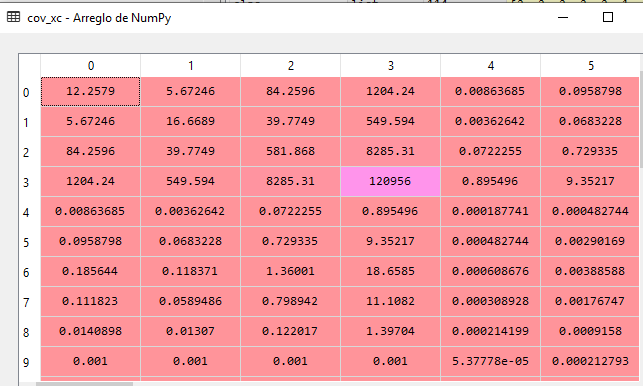 cov_xc - Arreglo de NumPy
0 1 2 3 4 5
0 12.2579 5.67246 84.2596 1204.24 0.00863685 0.0958798
1 5.67246 16.6689 39.7749 549.594 0.00362642 0.0683228
2 84.2596 39.7749 581.868 8285.31 0.0722255 0.729335
3 1204.24 549.594 8285.31 120956 0.895496 9.35217
4 0.00863685 0.00362642 0.0722255 0.895496 0.000187741 0.000482744
5 0.0958798 0.0683228 0.729335 9.35217 0.000482744 0.00290169
6 0.185644 0.118371 1.36001 18.6585 0.000608676 0.00388588
7 0.111823 0.0589486 0.798942 11.1082 0.000308928 0.00176747
8 0.0140898 0.01307 0.122017 1.39704 0.000214199 0.0009158
9 0.001 0.001 0.001 0.001 5.37778e-05 0.000212793